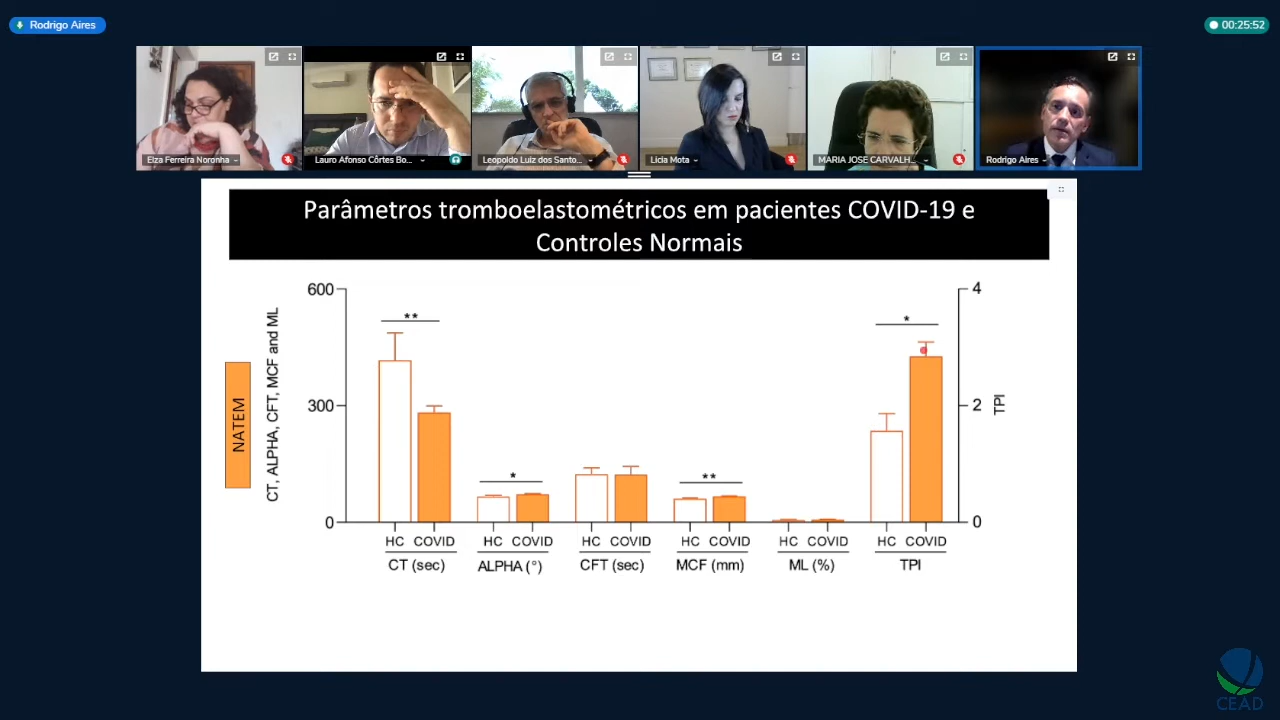 Rodrigo Aires
00:25:52
Elza Ferreira Noronha
Lauro Afonso Côrtes Bo...
Leopoldo Luiz dos Santo...
Licia Mota
MARIA JOSE CARVALH...
Rodrigo Aires
Parâmetros tromboelastométricos em pacientes COVID-19 e
Controles Normais
NATEM
CT, ALPHA, CFT, MCF and ML
600
300
0
**
*
**
*
4
2
0
TPI
HC COVID HC COVID HC COVID HC COVID HC COVID HC COVID
CT (sec) ALPHA (°) CFT (sec) MCF (mm) ML (%) TPI
CEAD